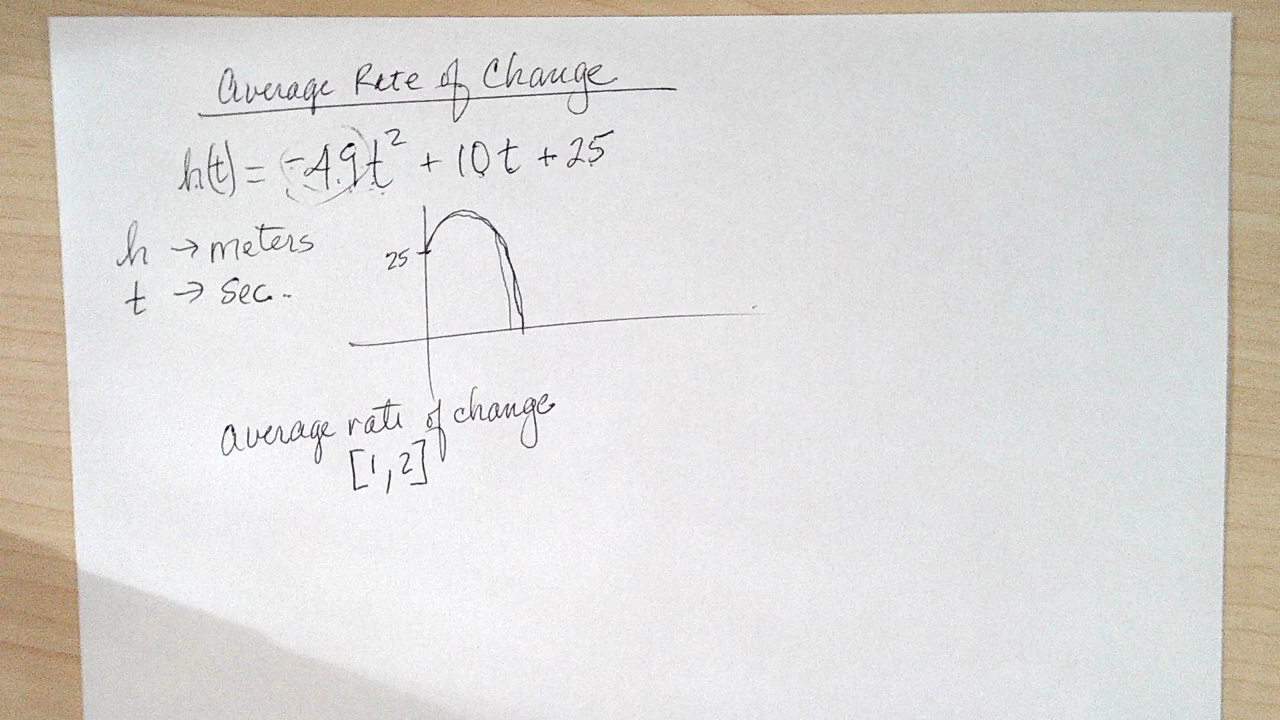 Average Rate of Change
h(t) = -4.9t² + 10t + 25
h → meters
25
t → sec.
average rate of change
[1,2]